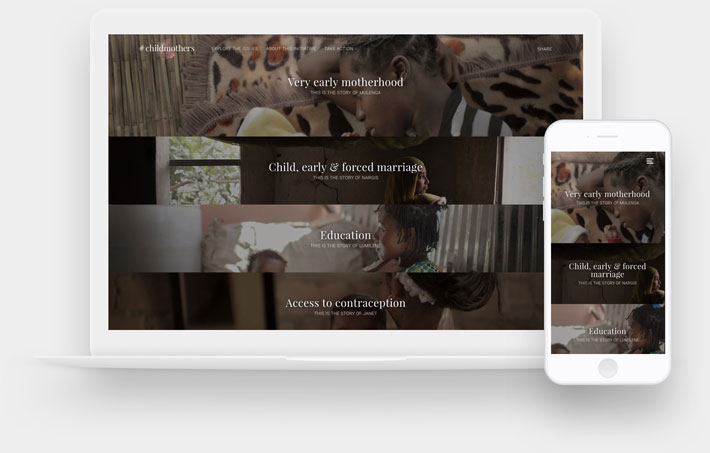 #childmothers
EXPLORE THE ISSUE ABOUT THIS INITIATIVE TAKE ACTION
SHARE
Very early motherhood
THIS IS THE STORY OF MULENGA
Child, early & forced marriage
THIS IS THE STORY OF NARGIS
Education
THIS IS THE STORY OF LUMILENE
Access to contraception
THIS IS THE STORY OF JANET
Very early motherhood
THIS IS THE STORY OF MULENGA
Child, early & forced
marriage
THIS IS THE STORY OF NARGIS
Education
THIS IS THE STORY OF LUMILENE